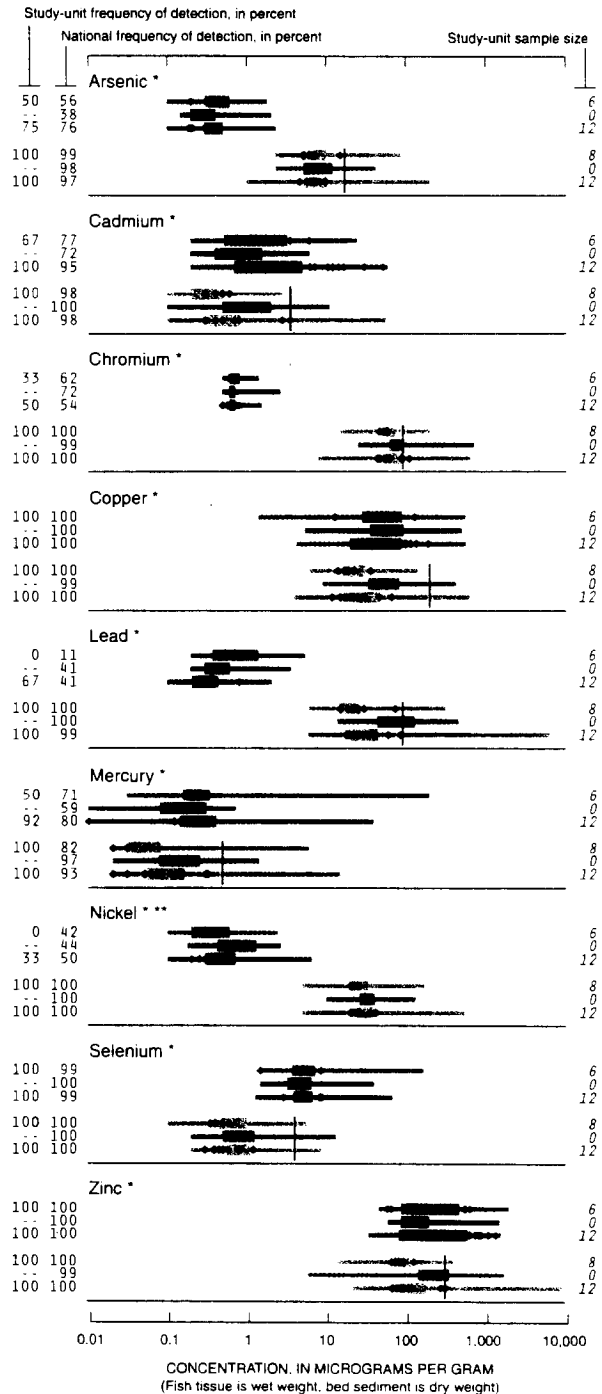 Study-unit frequency of detection, in percent
National frequency of detection, in percent
Study-unit sample size
Arsenic *
50 56 6
-- 38 0
75 76 12
100 99 8
-- 98 0
100 97 12
Cadmium *
67 77 6
-- 72 0
100 95 12
100 98 8
-- 100 0
100 98 12
Chromium *
33 62 6
-- 72 0
50 54 12
100 100 8
-- 99 0
100 100 12
Copper *
100 100 6
-- 100 0
100 100 12
100 100 8
-- 99 0
100 100 12
Lead *
0 11 6
-- 41 0
67 41 12
100 100 8
-- 100 0
100 99 12
Mercury *
50 71 6
-- 59 0
92 80 12
100 82 8
-- 97 0
100 93 12
Nickel * **
0 42 6
-- 44 0
33 50 12
100 100 8
-- 100 0
100 100 12
Selenium *
100 99 6
-- 100 0
100 99 12
100 100 8
-- 100 0
100 100 12
Zinc *
100 100 6
-- 100 0
100 100 12
100 100 8
-- 99 0
100 100 12
0.01 0.1 1 10 100 1.000 10,000
CONCENTRATION, IN MICROGRAMS PER GRAM
(Fish tissue is wet weight, bed sediment is dry weight)